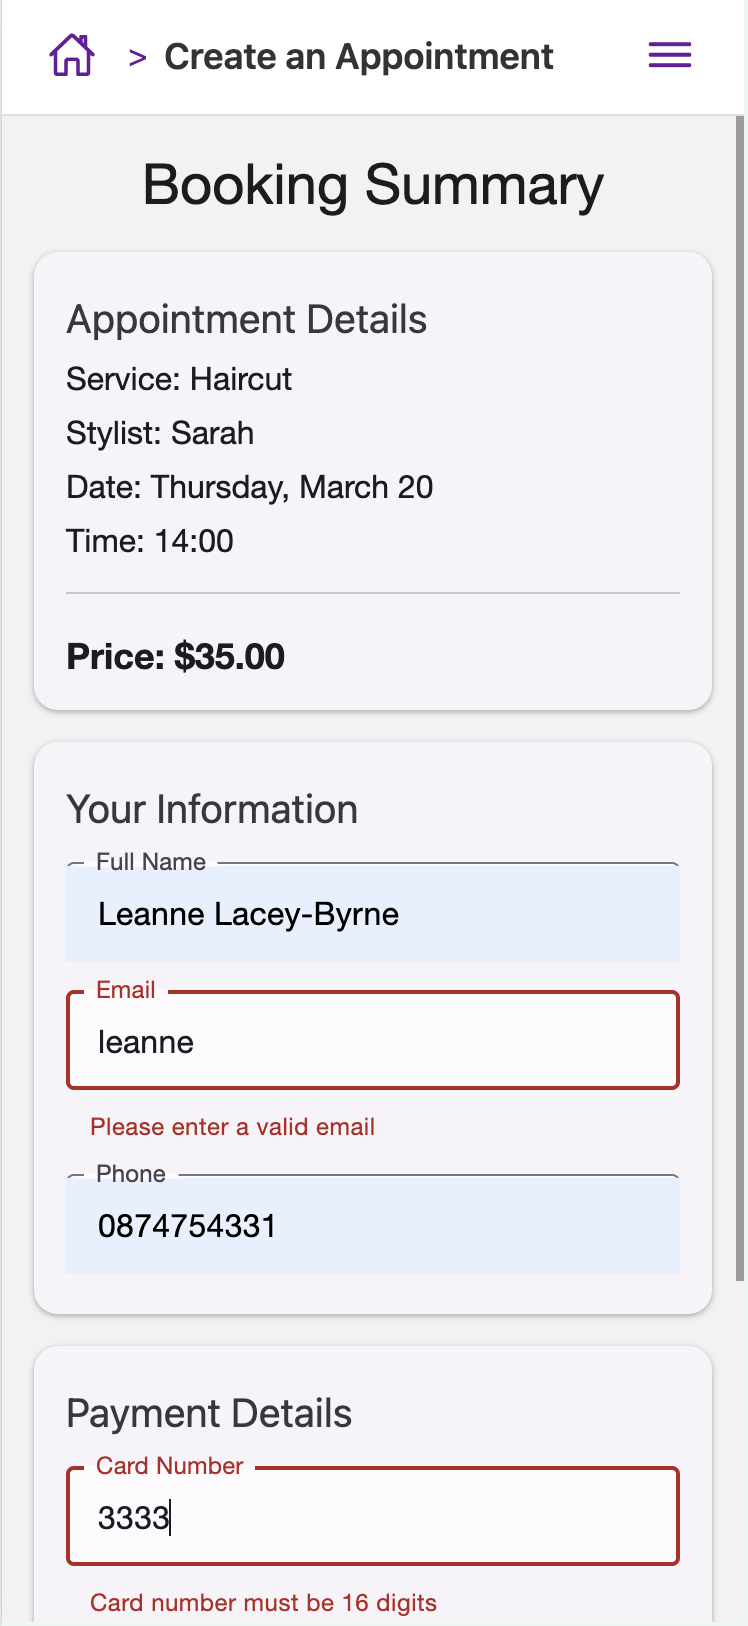 > Create an Appointment
Booking Summary
Appointment Details
Service: Haircut
Stylist: Sarah
Date: Thursday, March 20
Time: 14:00
Price: $35.00
Your Information
Full Name
Leanne Lacey-Byrne
Email
leanne
Please enter a valid email
Phone
0874754331
Payment Details
Card Number
3333
Card number must be 16 digits